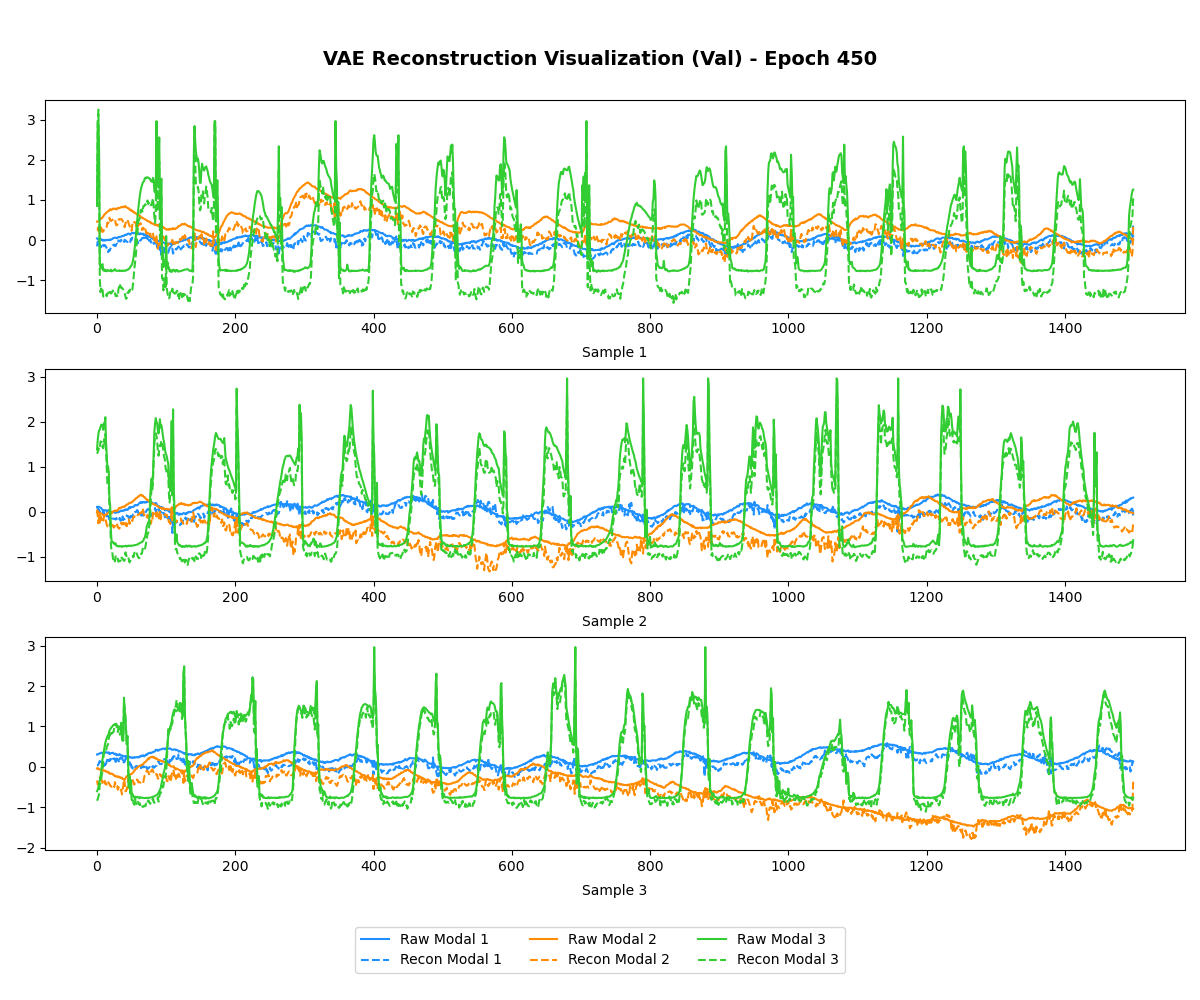 VAE Reconstruction Visualization (Val) - Epoch 450
3
2
1
0
−1
0 200 400 600 800 1000 1200 1400
Sample 1
3
2
1
0
−1
0 200 400 600 800 1000 1200 1400
Sample 2
3
2
1
0
−1
−2
0 200 400 600 800 1000 1200 1400
Sample 3
Raw Modal 1 Raw Modal 2 Raw Modal 3
Recon Modal 1 Recon Modal 2 Recon Modal 3